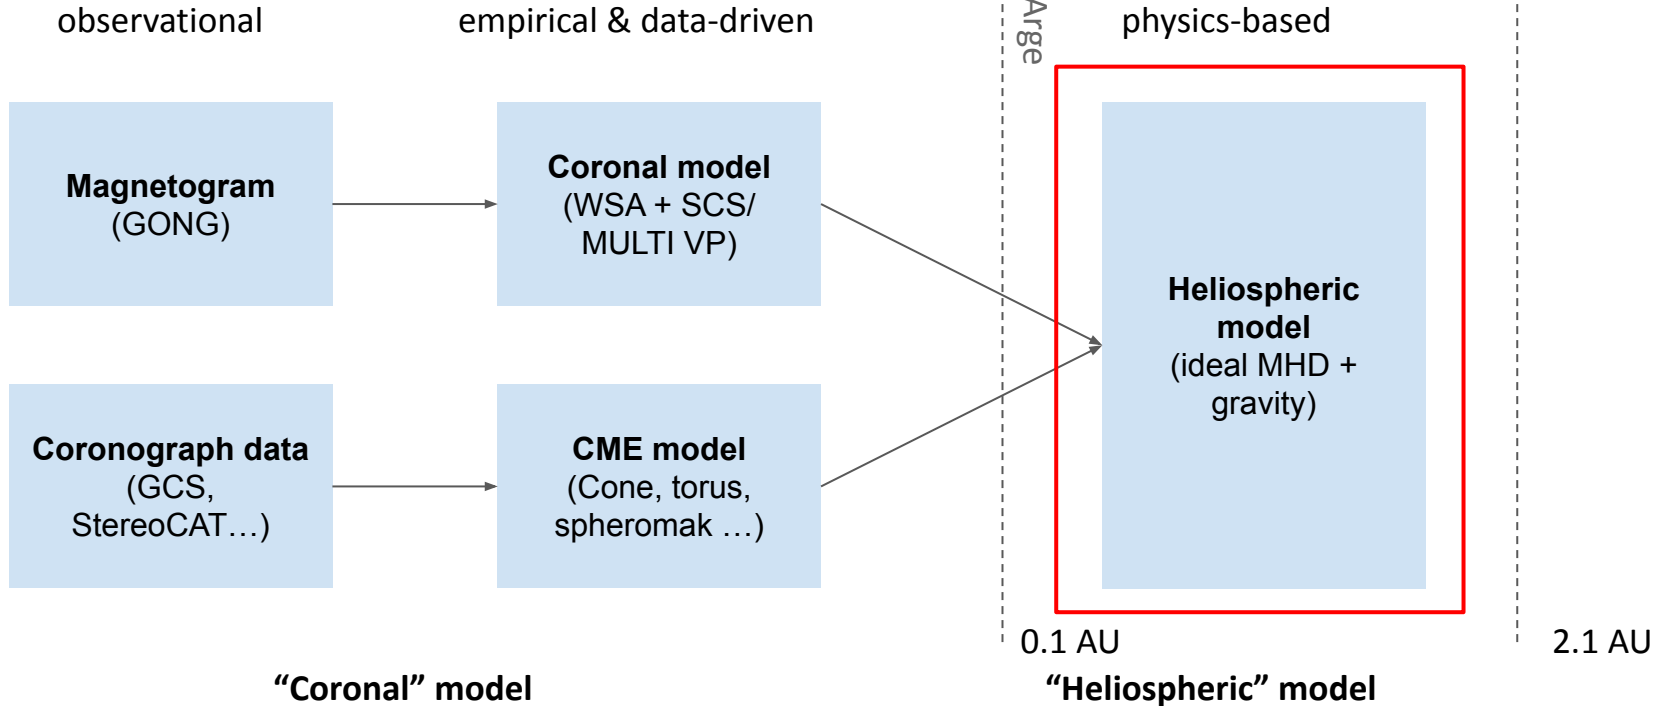 observational
empirical & data-driven
Arge
physics-based
Magnetogram
(GONG)
Coronal model
(WSA + SCS/
MULTI VP)
Heliospheric
model
(ideal MHD +
gravity)
Coronograph data
(GCS,
StereoCAT…)
CME model
(Cone, torus,
spheromak …)
0.1 AU
2.1 AU
“Coronal” model
“Heliospheric” model